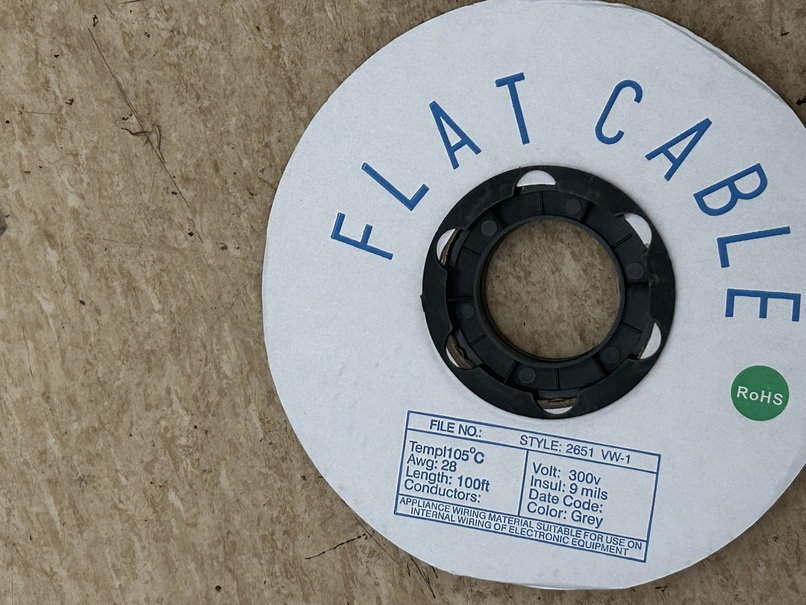 FLAT CABLE
RoHS
FILE NO.: STYLE: 2651 VW-1
Templ105°C
Awg: 28
Length: 100ft
Conductors:
Volt: 300v
Insul: 9 mils
Date Code:
Color: Grey
APPLIANCE WIRING MATERIAL SUITABLE FOR USE ON
INTERNAL WIRING OF ELECTRONIC EQUIPMENT